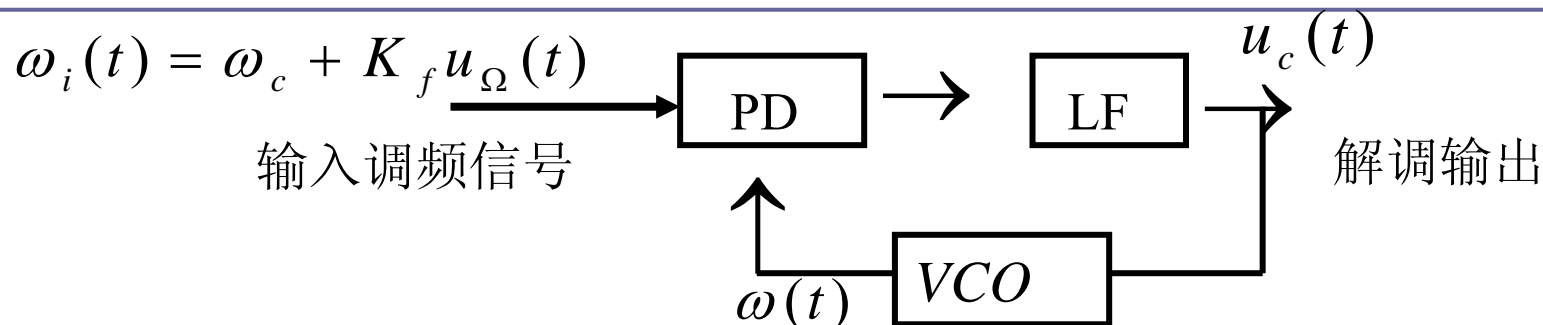 ω_i(t) = ω_c + K_f u_Ω(t)
u_c(t)
PD
LF
输入调频信号
解调输出
VCO
ω(t)